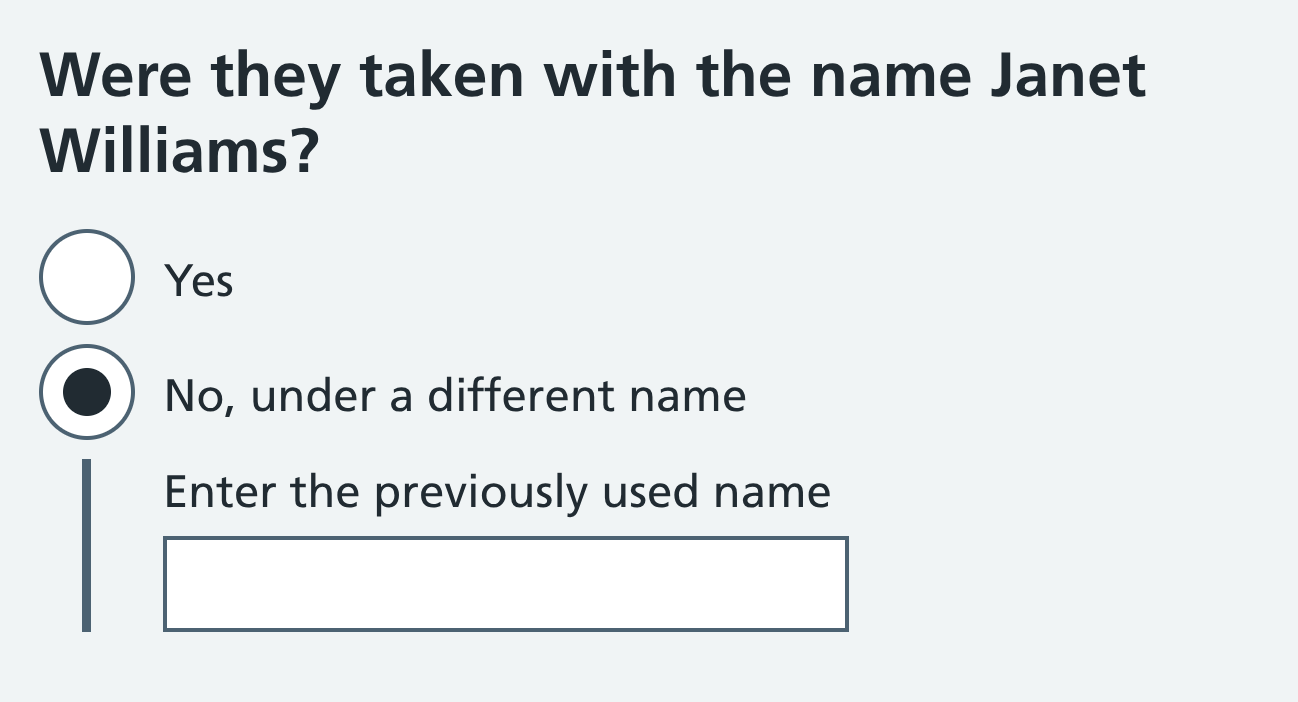 Were they taken with the name Janet
Williams?
Yes
No, under a different name
Enter the previously used name